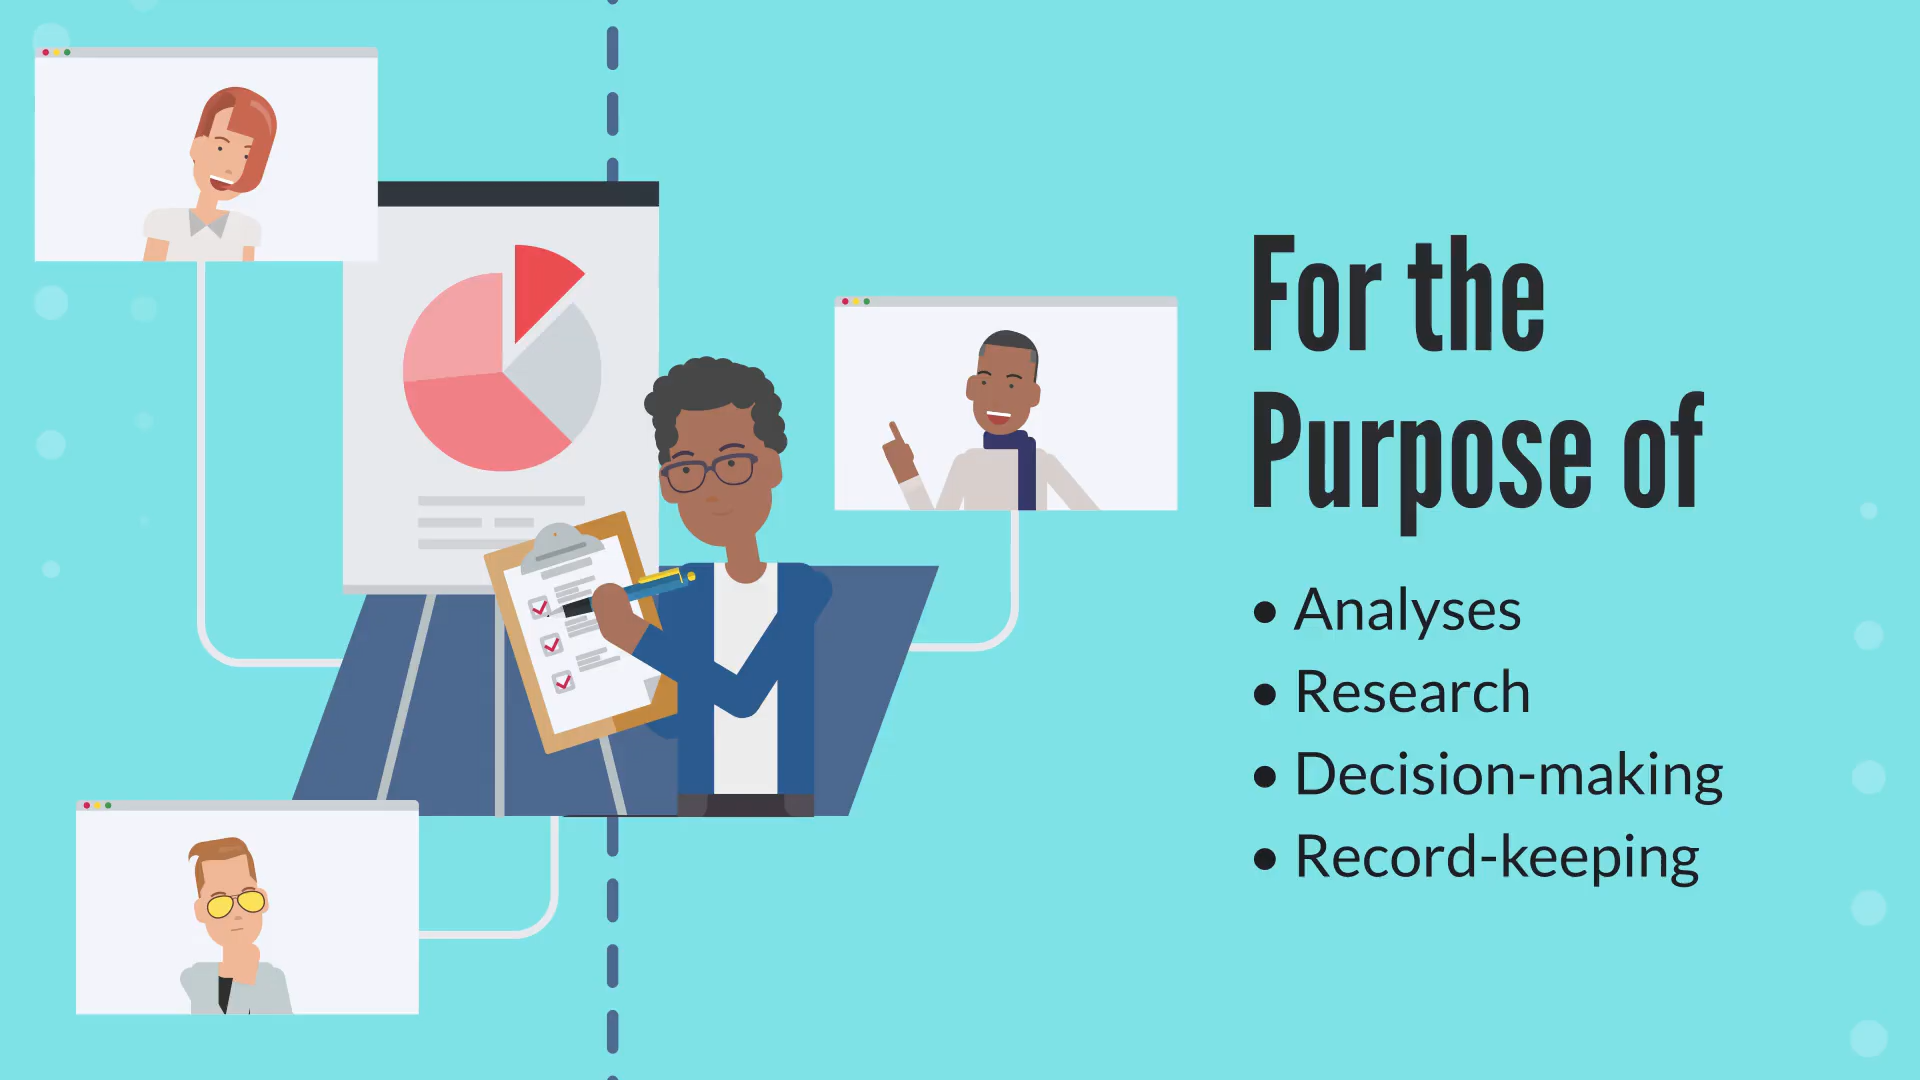 For the
Purpose of
• Analyses
• Research
• Decision-making
• Record-keeping